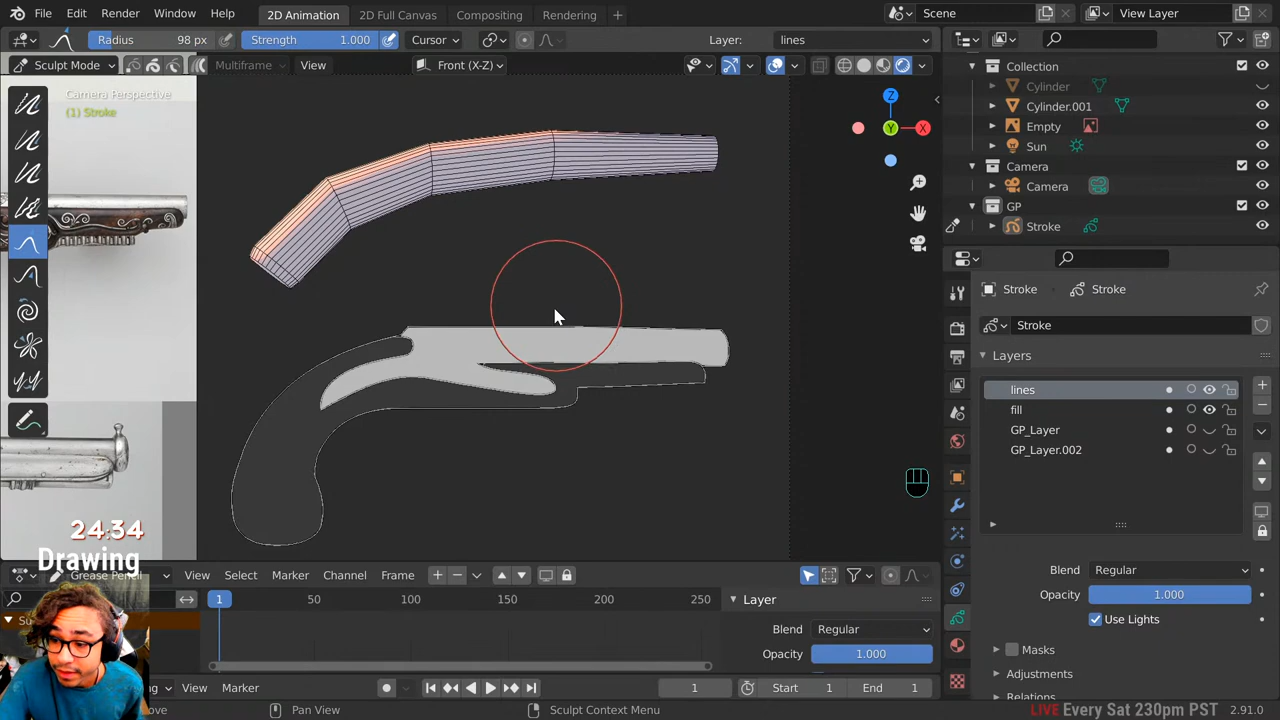 File Edit Render Window Help 2D Animation 2D Full Canvas Compositing Rendering + Scene View Layer
Radius 98 px Strength 1.000 Cursor Layer: lines
Sculpt Mode Multiframe View Front (X-Z)
Camera Perspective
(1) Stroke
Z
Y
X
Collection
Cylinder
Cylinder.001
Empty
Sun
Camera
Camera
GP
Stroke
Stroke Stroke
Stroke
Layers
lines
fill
GP_Layer
GP_Layer.002
Blend Regular
Opacity 1.000
Use Lights
Masks
Adjustments
Relations
24:34
Drawing
Grease Pencil View Select Marker Channel Frame
1 50 100 150 200 250
Layer
Blend Regular
Opacity 1.000
View Marker 1 Start 1 End 1
Pan View Sculpt Context Menu 2.91.0
LIVE Every Sat 230pm PST